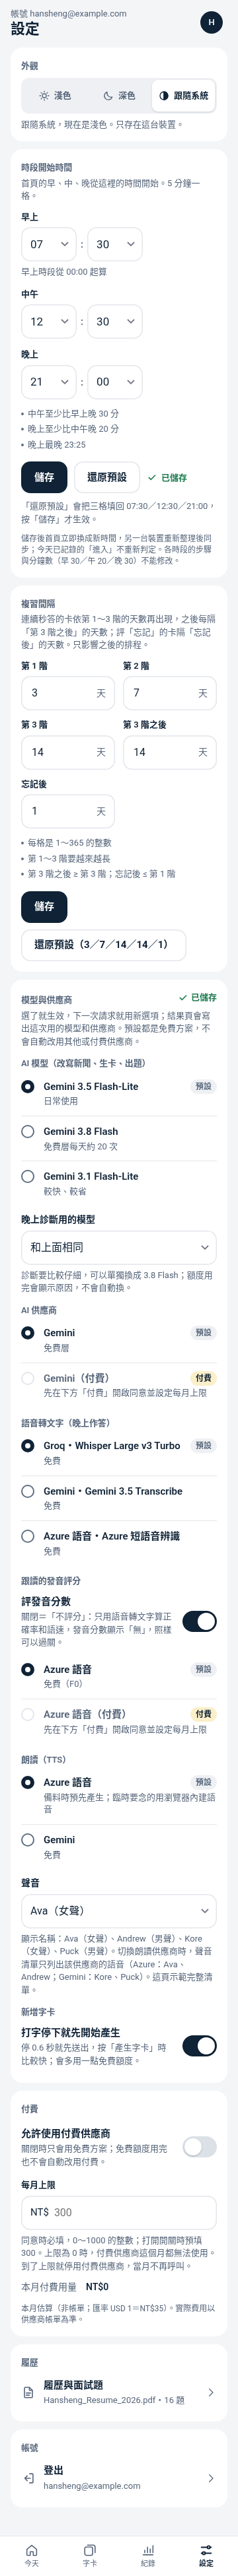 帳號 hansheng@example.com
設定
H
外觀
淺色
深色
跟隨系統
跟隨系統，現在是淺色。只存在這台裝置。
時段開始時間
首頁的早、中、晚從這裡的時間開始。5 分鐘一
格。
早上
07 : 30
早上時段從 00:00 起算
中午
12 : 30
晚上
21 : 00
• 中午至少比早上晚 30 分
• 晚上至少比中午晚 20 分
• 晚上最晚 23:25
儲存
還原預設
已儲存
「還原預設」會把三格填回 07:30／12:30／21:00，
按「儲存」才生效。
儲存後首頁立即換成新時間，另一台裝置重新整理後同
步；今天已記錄的「進入」不重新判定。各時段的步驟
與分鐘數（早 30／午 20／晚 30）不能修改。
複習間隔
連續秒答的卡依第 1～3 階的天數再出現，之後每隔
「第 3 階之後」的天數；評「忘記」的卡隔「忘記
後」的天數。只影響之後的排程。
第 1 階
第 2 階
3 天
7 天
第 3 階
第 3 階之後
14 天
14 天
忘記後
1 天
• 每格是 1～365 的整數
• 第 1～3 階要越來越長
• 第 3 階之後 ≥ 第 3 階；忘記後 ≤ 第 1 階
儲存
還原預設（3／7／14／14／1）
模型與供應商
已儲存
選了就生效，下一次請求就用新選項；結果頁會寫
出這次用的模型和供應商。預設都是免費方案，不
會自動改用其他或付費供應商。
AI 模型（改寫新聞、生卡、出題）
Gemini 3.5 Flash-Lite
預設
日常使用
Gemini 3.8 Flash
免費層每天約 20 次
Gemini 3.1 Flash-Lite
較快、較省
晚上診斷用的模型
和上面相同
診斷要比較仔細，可以單獨換成 3.8 Flash；額度用
完會顯示原因，不會自動換。
AI 供應商
Gemini
預設
免費層
Gemini（付費）
付費
先在下方「付費」開啟同意並設定每月上限
語音轉文字（晚上作答）
Groq・Whisper Large v3 Turbo
預設
免費
Gemini・Gemini 3.5 Transcribe
免費
Azure 語音・Azure 短語音辨識
免費
跟讀的發音評分
評發音分數
關閉＝「不評分」：只用語音轉文字算正
確率和語速，發音分數顯示「無」，照樣
可以過關。
Azure 語音
預設
免費（F0）
Azure 語音（付費）
付費
先在下方「付費」開啟同意並設定每月上限
朗讀（TTS）
Azure 語音
預設
備料時預先產生；臨時要念的用瀏覽器內建語
音
Gemini
免費
聲音
Ava（女聲）
顯示名稱：Ava（女聲）、Andrew（男聲）、Kore
（女聲）、Puck（男聲）。切換朗讀供應商時，聲音
清單只列出該供應商的語音（Azure：Ava、
Andrew；Gemini：Kore、Puck）。這頁示範完整清
單。
新增字卡
打字停下就先開始產生
停 0.6 秒就先送出，按「產生字卡」時
比較快；會多用一點免費額度。
付費
允許使用付費供應商
關閉時只會用免費方案；免費額度用完
也不會自動改用付費。
每月上限
NT$ 300
同意時必填，0～1000 的整數；打開開關時預填
300。上限為 0 時，付費供應商這個月都無法使用。
到了上限就停用付費供應商，當月不再呼叫。
本月付費用量 NT$0
本月估算（非帳單；匯率 USD 1＝NT$35）。實際費用以
供應商帳單為準。
履歷
履歷與面試題
Hansheng_Resume_2026.pdf・16 題
帳號
登出
hansheng@example.com
今天
字卡
紀錄
設定